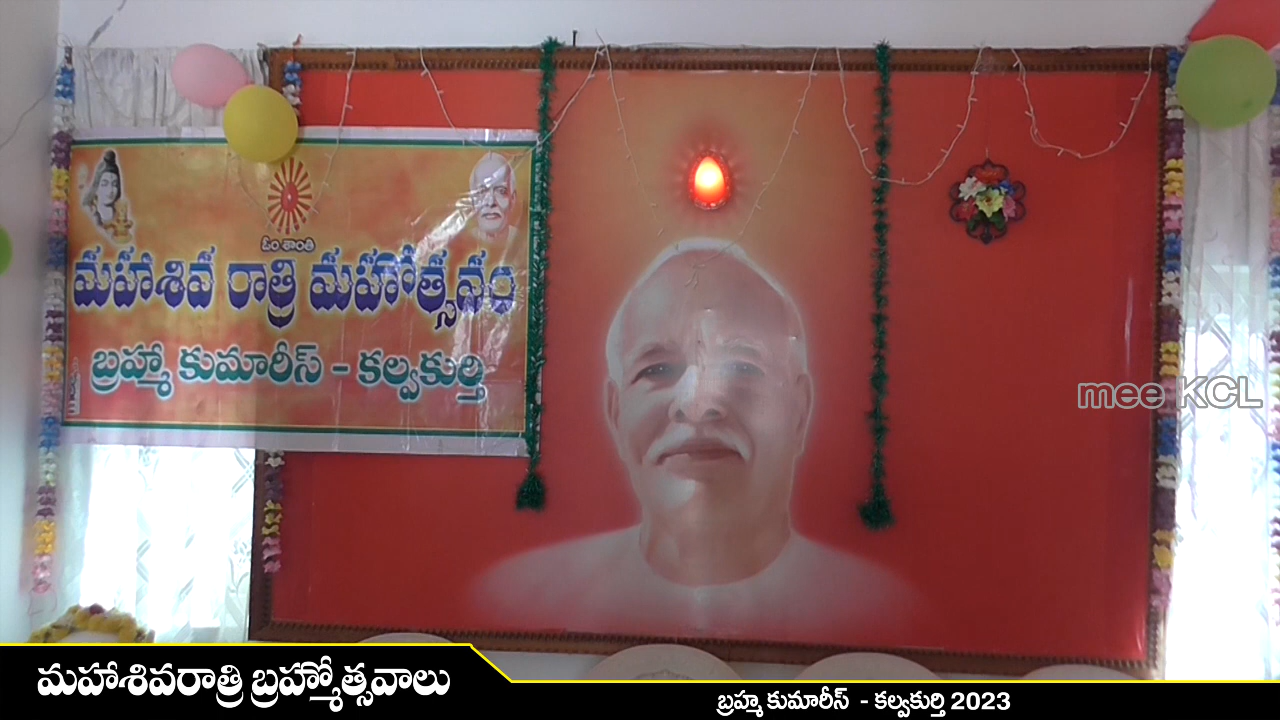 ఓం శాంతి
మహాశివ రాత్రి మహోత్సవం
బ్రహ్మా కుమారీస్ - కల్వకుర్తి
mee KCL
మహాశివరాత్రి బ్రహ్మోత్సవాలు
బ్రహ్మ కుమారీస్ - కల్వకుర్తి 2023